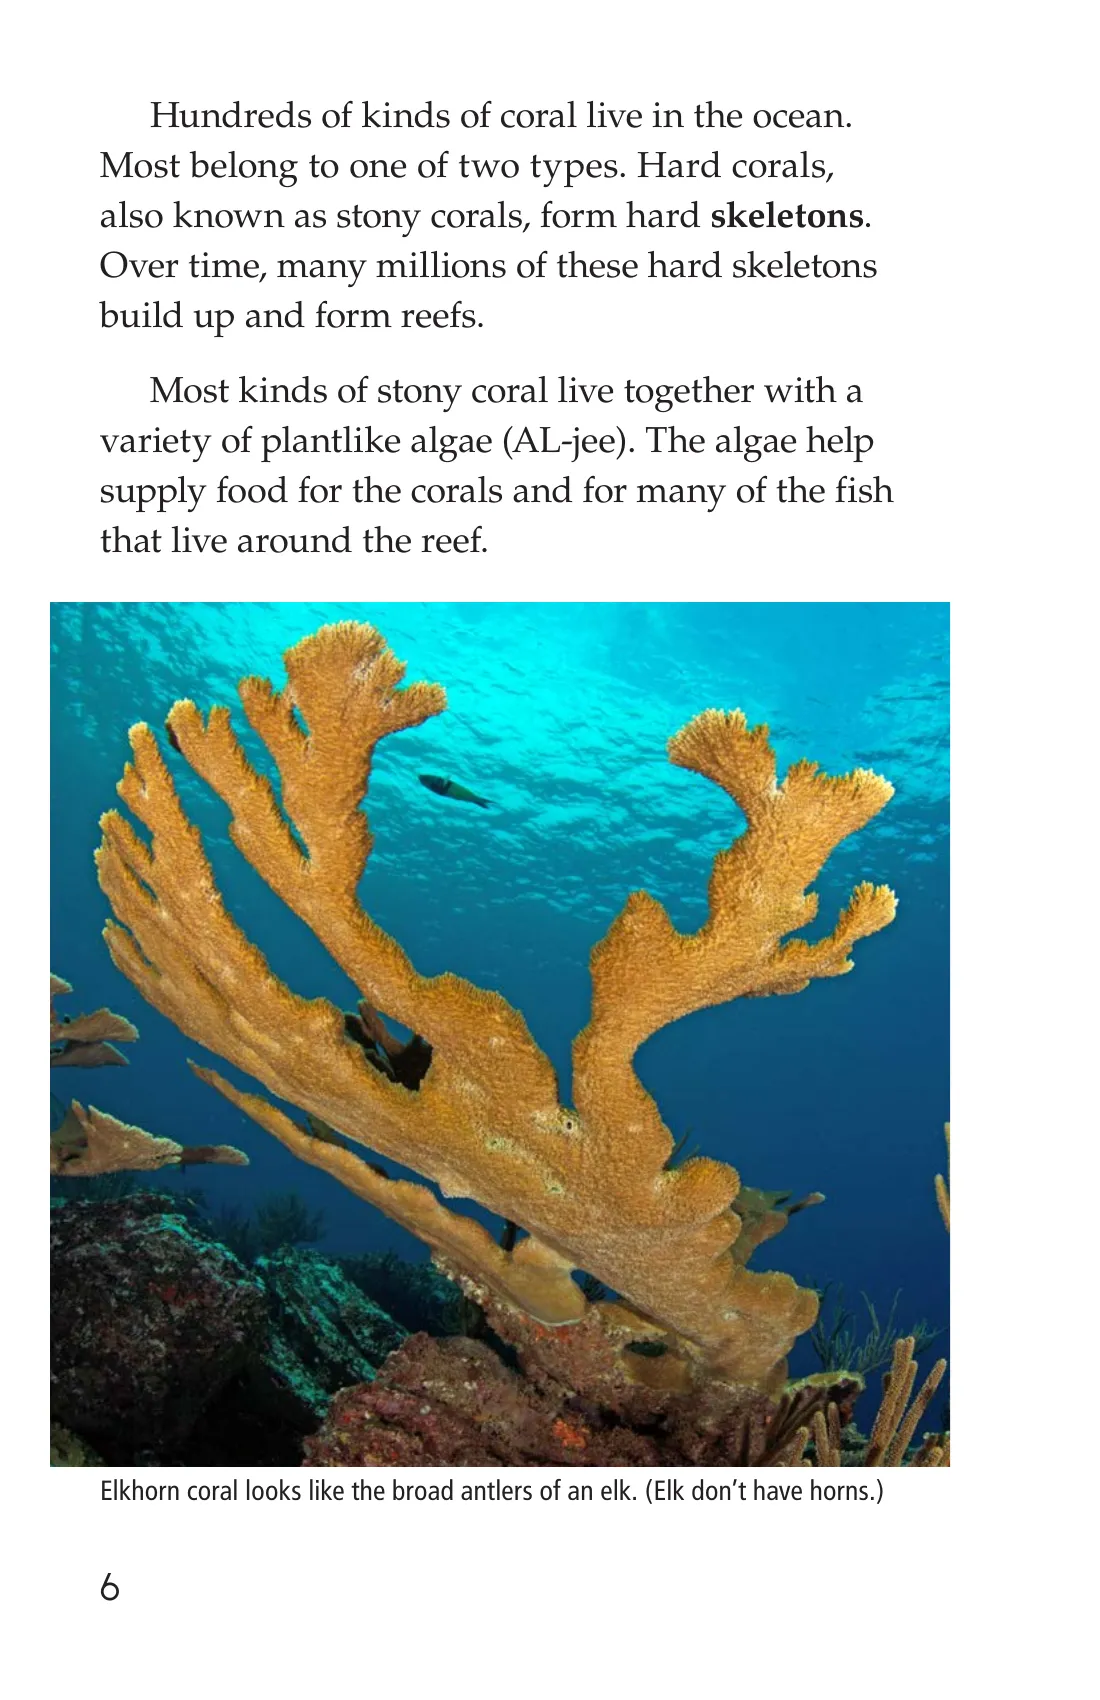 Hundreds of kinds of coral live in the ocean.
Most belong to one of two types. Hard corals,
also known as stony corals, form hard skeletons.
Over time, many millions of these hard skeletons
build up and form reefs.
Most kinds of stony coral live together with a
variety of plantlike algae (AL-jee). The algae help
supply food for the corals and for many of the fish
that live around the reef.
Elkhorn coral looks like the broad antlers of an elk. (Elk don’t have horns.)
6